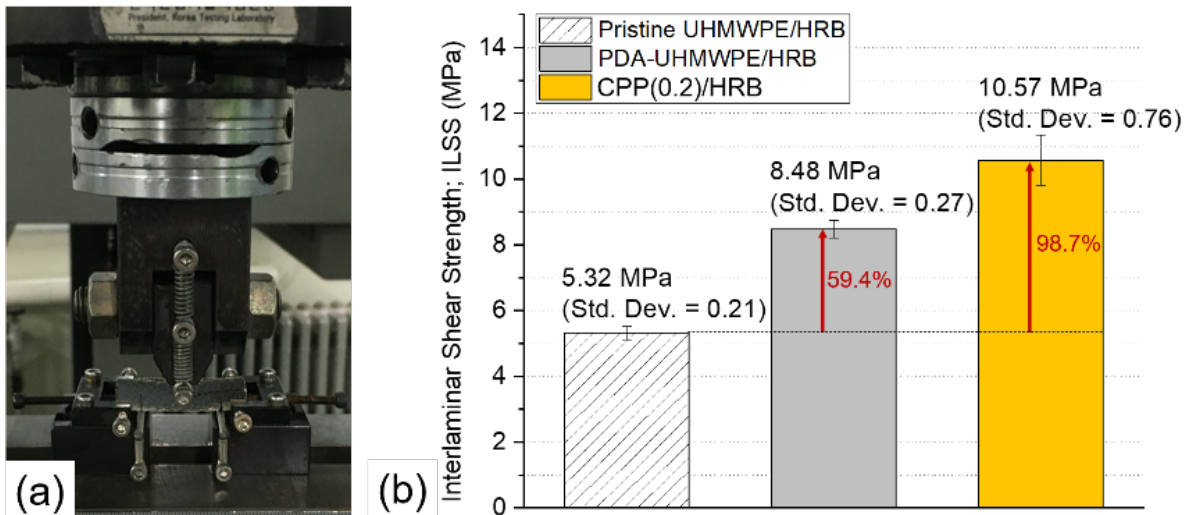 President, Korea Testing Laboratory
(a)
(b)
Interlaminar Shear Strength; ILSS (MPa)
14
12
10
8
6
4
2
0
Pristine UHMWPE/HRB
PDA-UHMWPE/HRB
CPP(0.2)/HRB
5.32 MPa
(Std. Dev. = 0.21)
8.48 MPa
(Std. Dev. = 0.27)
59.4%
10.57 MPa
(Std. Dev. = 0.76)
98.7%